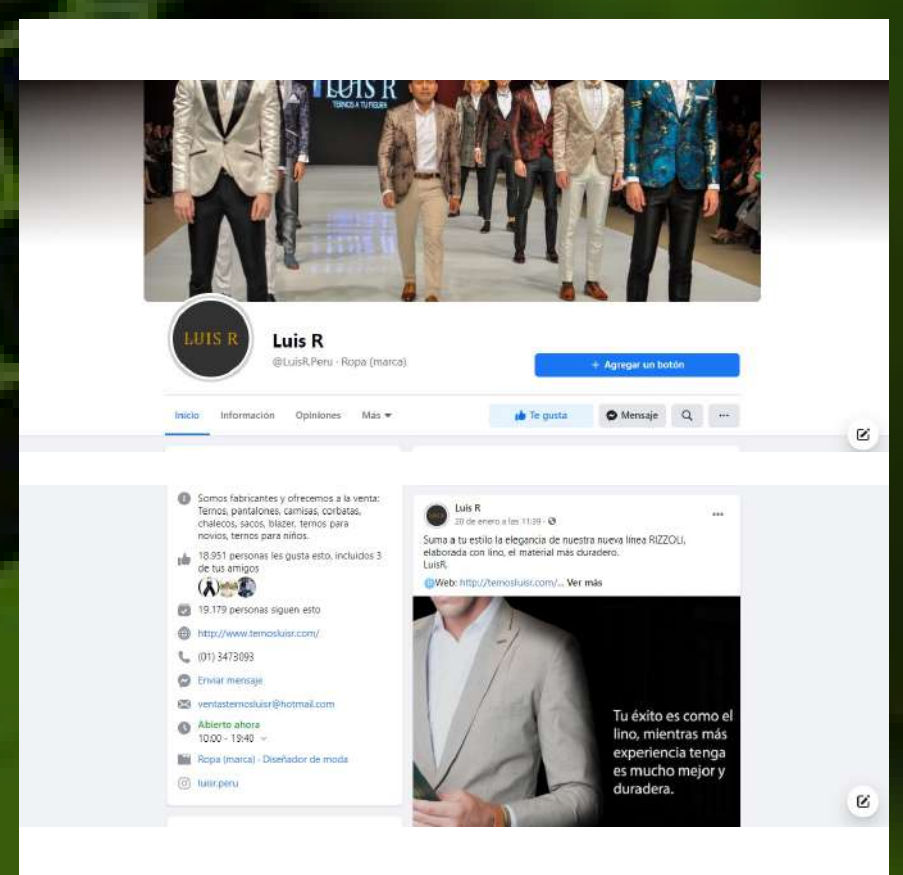 LUIS R
TERNOS A TU FIGURA
LUIS R
Luis R
@LuisR.Peru · Ropa (marca)
+ Agregar un botón
Inicio Información Opiniones Más
Te gusta Mensaje
Somos fabricantes y ofrecemos a la venta:
Ternos, pantalones, camisas, corbatas,
chalecos, sacos, blazer, ternos para
novios, ternos para niños.
18.951 personas les gusta esto, incluidos 3
de tus amigos
19.179 personas siguen esto
http://www.ternosluisr.com/
(01) 3473093
Enviar mensaje
ventasternosluisr@hotmail.com
Abierto ahora
10:00 - 19:40
Ropa (marca) · Diseñador de moda
luisr.peru
Luis R
28 de enero a las 11:39 ·
Suma a tu estilo la elegancia de nuestra nueva línea RIZZOLI,
elaborada con lino, el material más duradero.
LuisR.
Web: http://ternosluisr.com/... Ver más
Tu éxito es como el
lino, mientras más
experiencia tenga
es mucho mejor y
duradera.